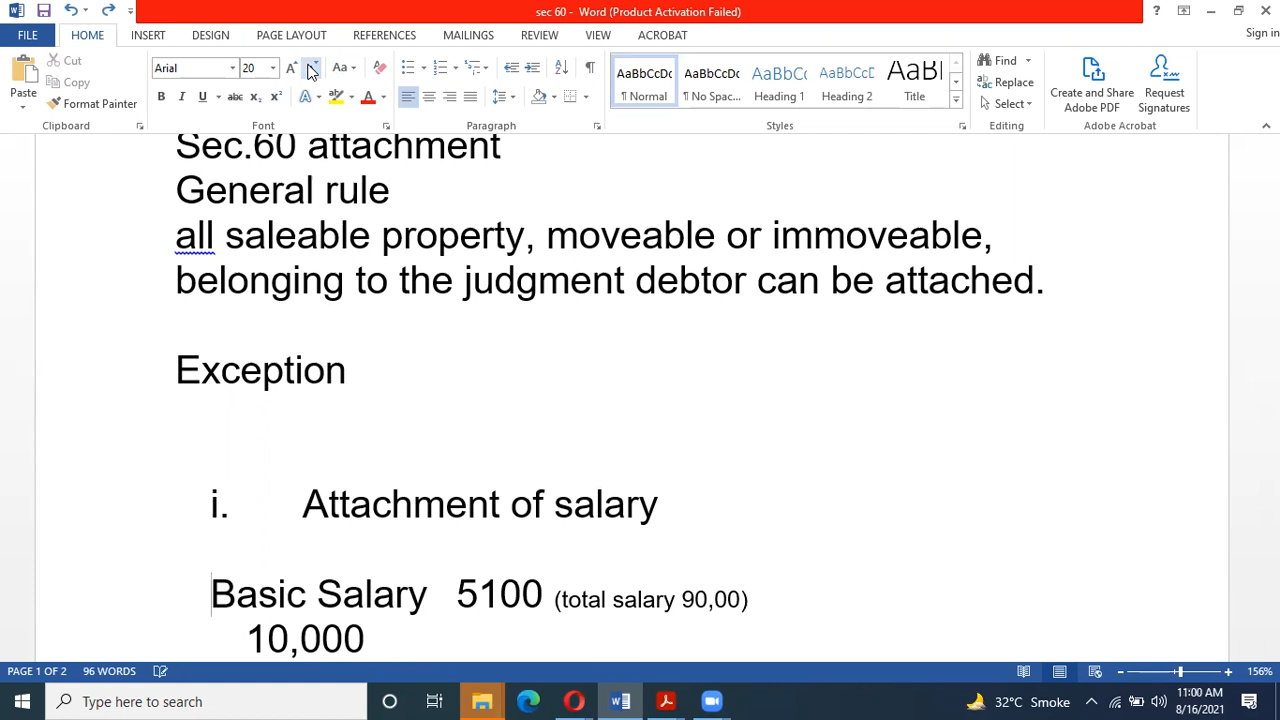 sec 60 - Word (Product Activation Failed)
?
FILE HOME INSERT DESIGN PAGE LAYOUT REFERENCES MAILINGS REVIEW VIEW ACROBAT Sign in
Paste
Cut
Copy
Format Painter
Clipboard
Arial 20 Aa
B I U abc x₂ x² A A
Font
Paragraph
AaBbCcDc AaBbCcDc AaBbCc AaBbCcD AaBl
¶ Normal ¶ No Spac... Heading 1 Heading 2 Title
Styles
Find
Replace
Select
Editing
Create and Share Adobe PDF
Request Signatures
Adobe Acrobat
Sec.60 attachment
General rule
all saleable property, moveable or immoveable,
belonging to the judgment debtor can be attached.
Exception
i. Attachment of salary
Basic Salary 5100 (total salary 90,00)
10,000
PAGE 1 OF 2 96 WORDS 156%
Type here to search
32°C Smoke
11:00 AM
8/16/2021